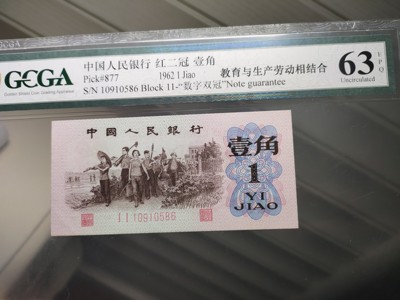 GCGA
中国人民银行 红二冠 壹角
Pick#877 1962 1 Jiao 教育与生产劳动相结合
S/N 10910586 Block 11-“数字双冠”Note guarantee
63 EPQ
Uncirculated
中国人民银行
壹角
1
YI
JIAO
I I 10910586